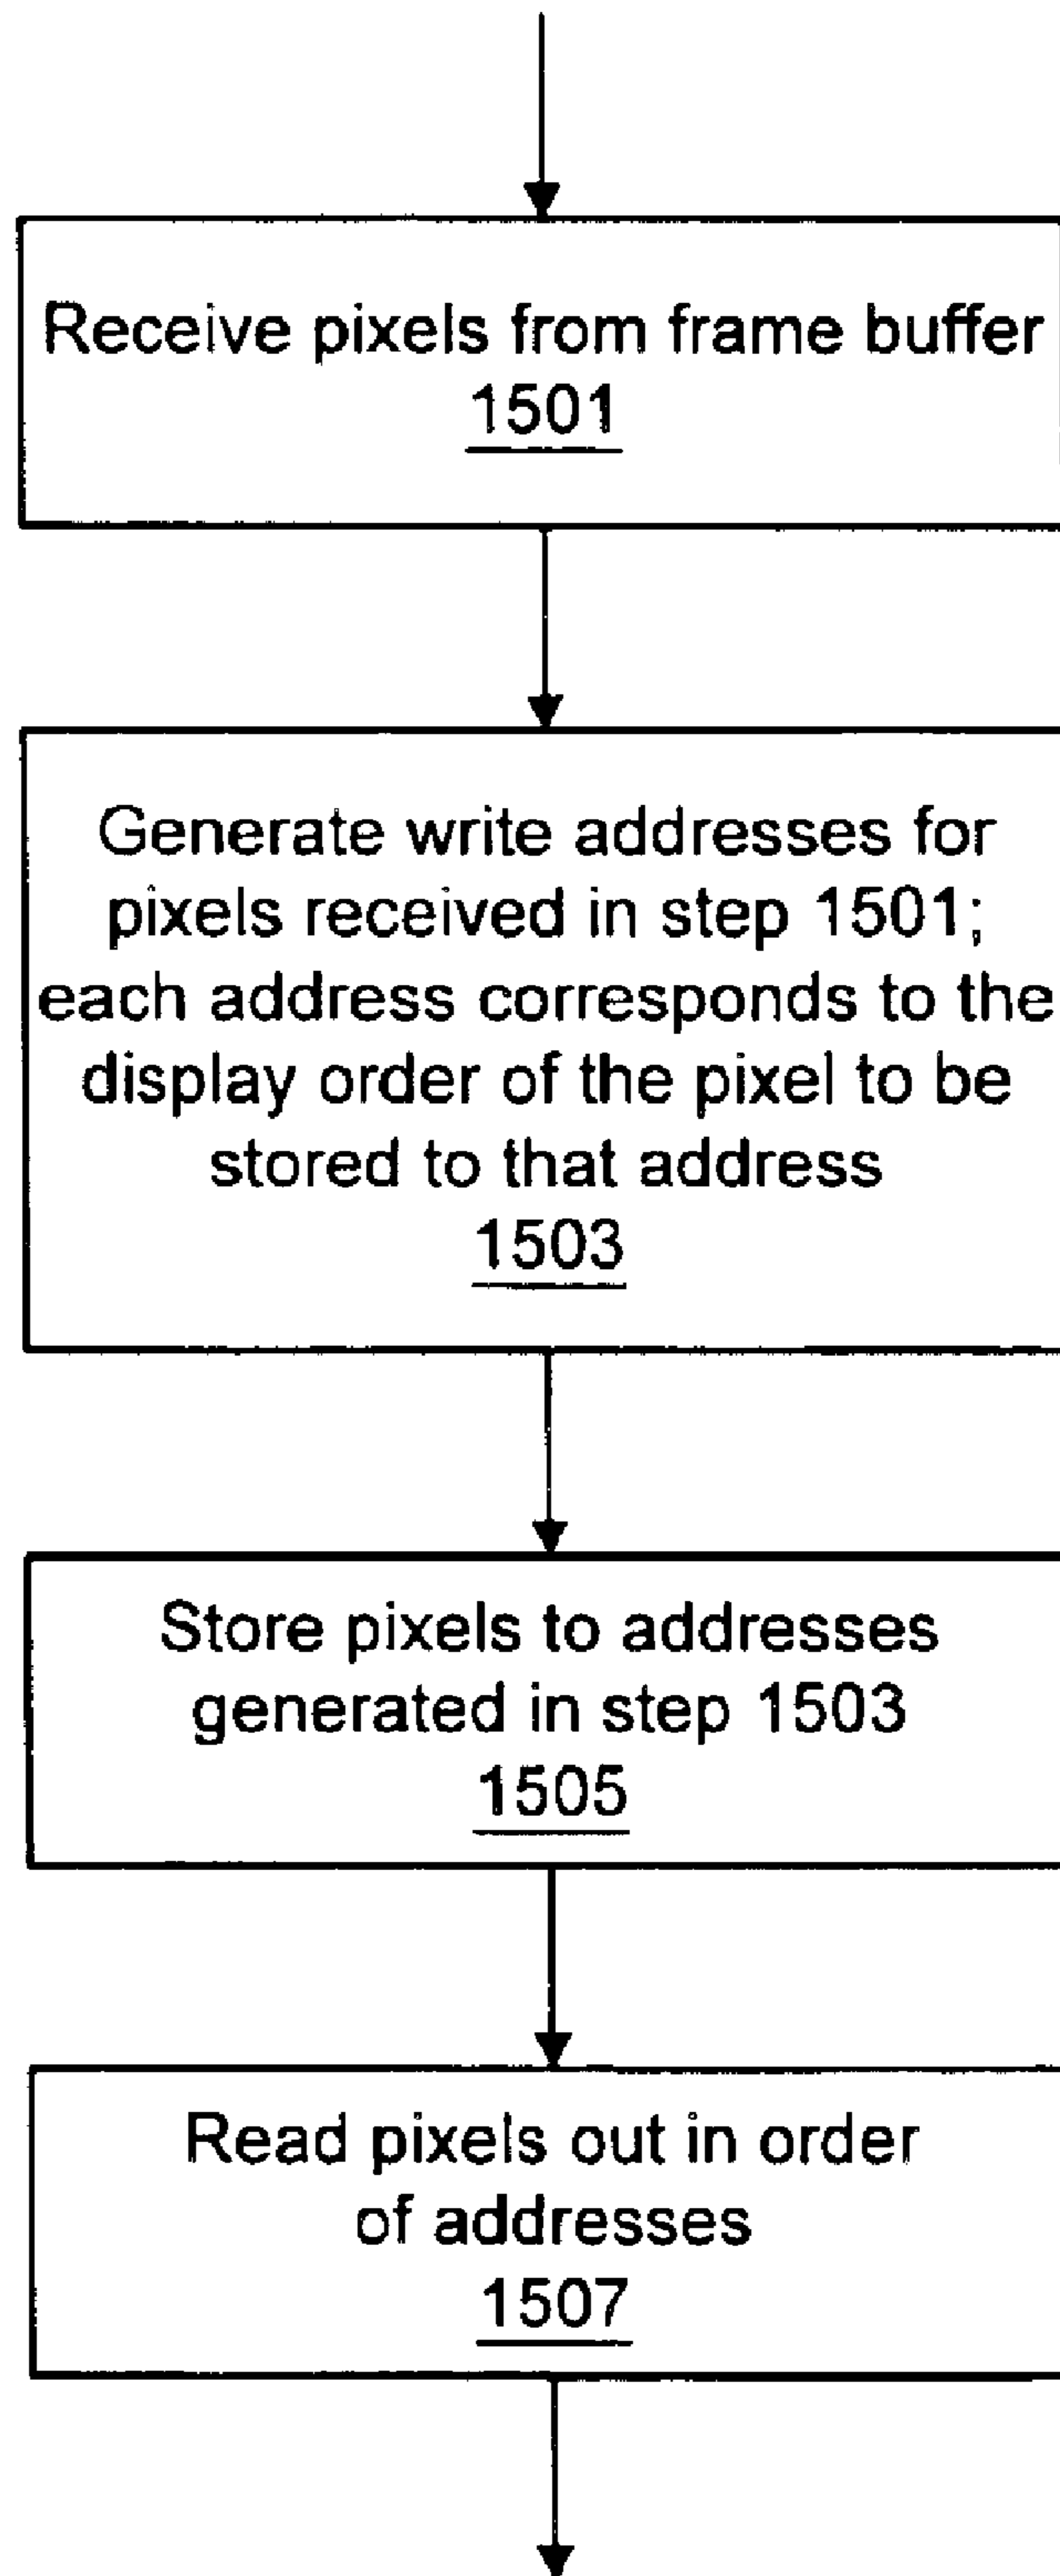 Receive pixels from frame buffer
1501
Generate write addresses for
pixels received in step 1501;
each address corresponds to the
display order of the pixel to be
stored to that address
1503
Store pixels to addresses
generated in step 1503
1505
Read pixels out in order
of addresses
1507